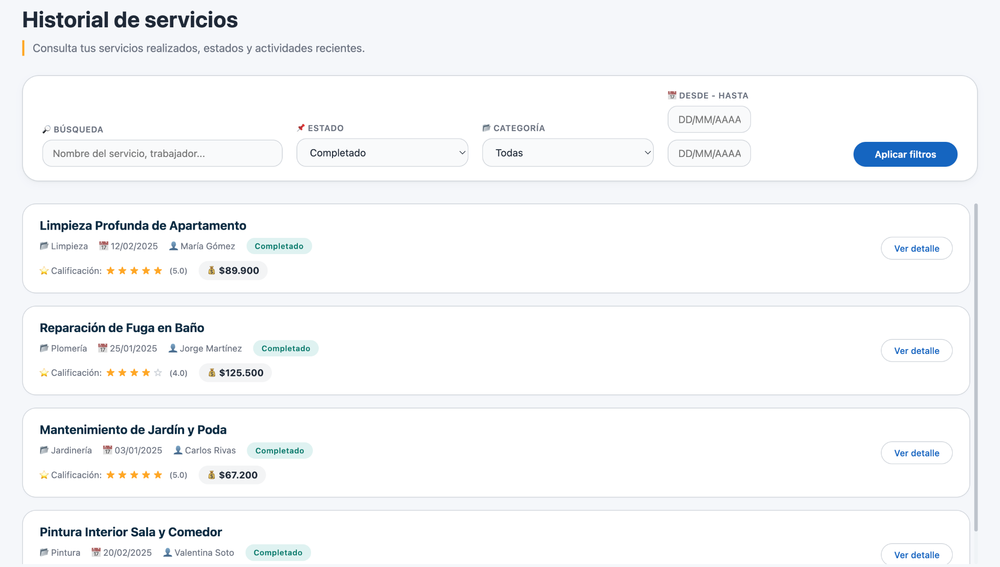 Historial de servicios
Consulta tus servicios realizados, estados y actividades recientes.
BÚSQUEDA
Nombre del servicio, trabajador...
ESTADO
Completado
CATEGORÍA
Todas
DESDE - HASTA
DD/MM/AAAA
DD/MM/AAAA
Aplicar filtros
Limpieza Profunda de Apartamento
Limpieza 12/02/2025 María Gómez Completado
Calificación: (5.0) $89.900
Ver detalle
Reparación de Fuga en Baño
Plomería 25/01/2025 Jorge Martínez Completado
Calificación: (4.0) $125.500
Ver detalle
Mantenimiento de Jardín y Poda
Jardinería 03/01/2025 Carlos Rivas Completado
Calificación: (5.0) $67.200
Ver detalle
Pintura Interior Sala y Comedor
Pintura 20/02/2025 Valentina Soto Completado
Ver detalle